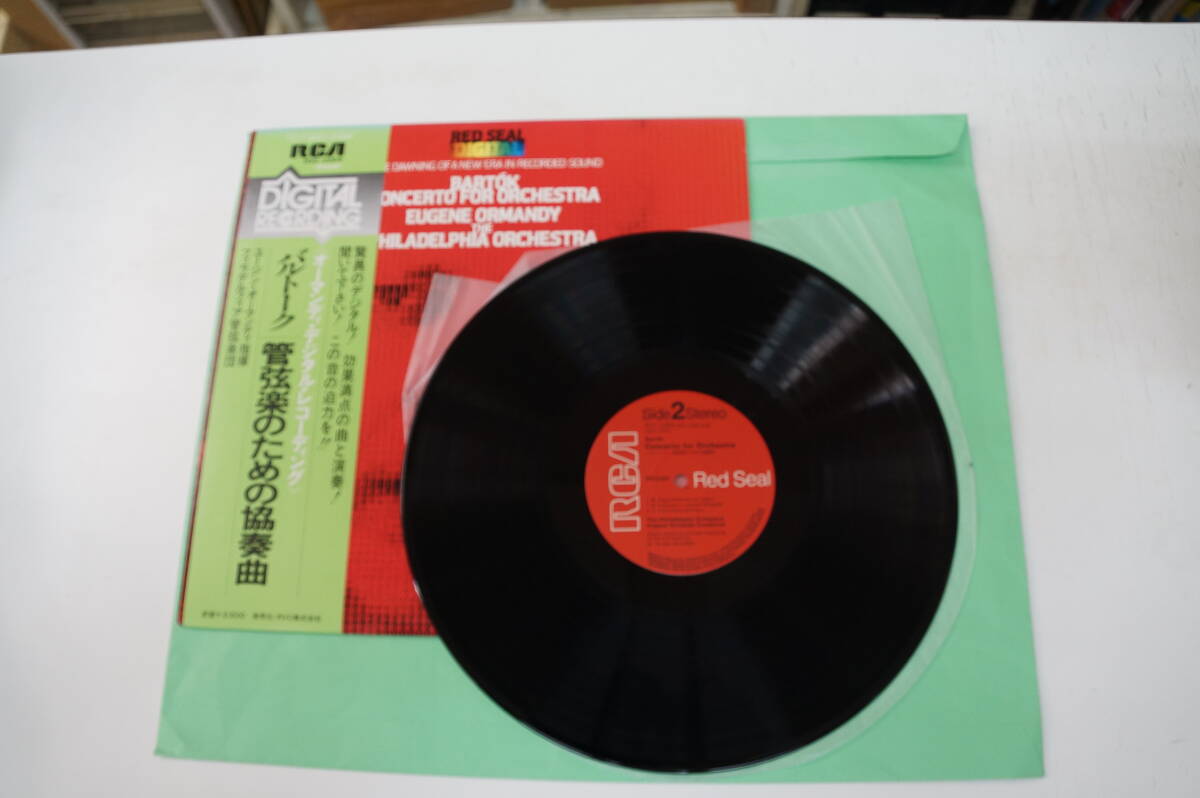 RCA
DIGITAL
RECORDING
オーマンディ・デジタルレコーディング
バルトーク
管弦楽のための協奏曲
ユージン・オーマンディ指揮
フィラデルフィア管弦楽団
驚異のデジタル! 効果満点の曲と演奏!
聞いて下さい! この音の迫力を!!
RED SEAL
DIGITAL
DAWNING OF A NEW ERA IN RECORDED SOUND
BARTÓK
ONCERTO FOR ORCHESTRA
EUGENE ORMANDY
THE
HILADELPHIA ORCHESTRA
Side 2 Stereo
Concerto for Orchestra
RCA
Red Seal